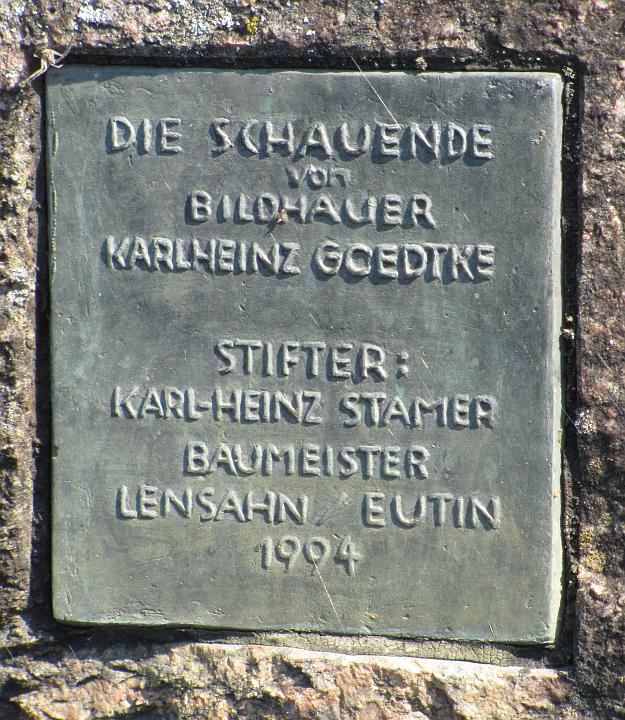 DIE SCHAUENDE
von
BILDHAUER
KARLHEINZ GOEDTKE
STIFTER:
KARL-HEINZ STAMER
BAUMEISTER
LENSAHN / EUTIN
1994